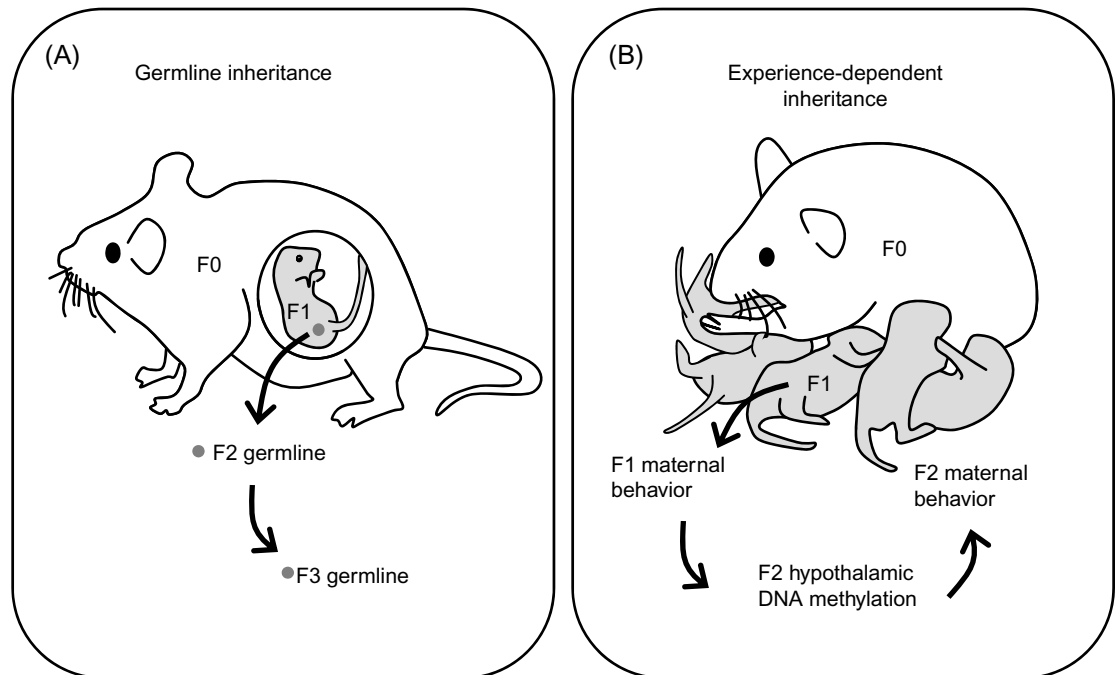 (A)
Germline inheritance
F0
F1
F2 germline
F3 germline
(B)
Experience-dependent
inheritance
F0
F1
F1 maternal
behavior
F2 maternal
behavior
F2 hypothalamic
DNA methylation